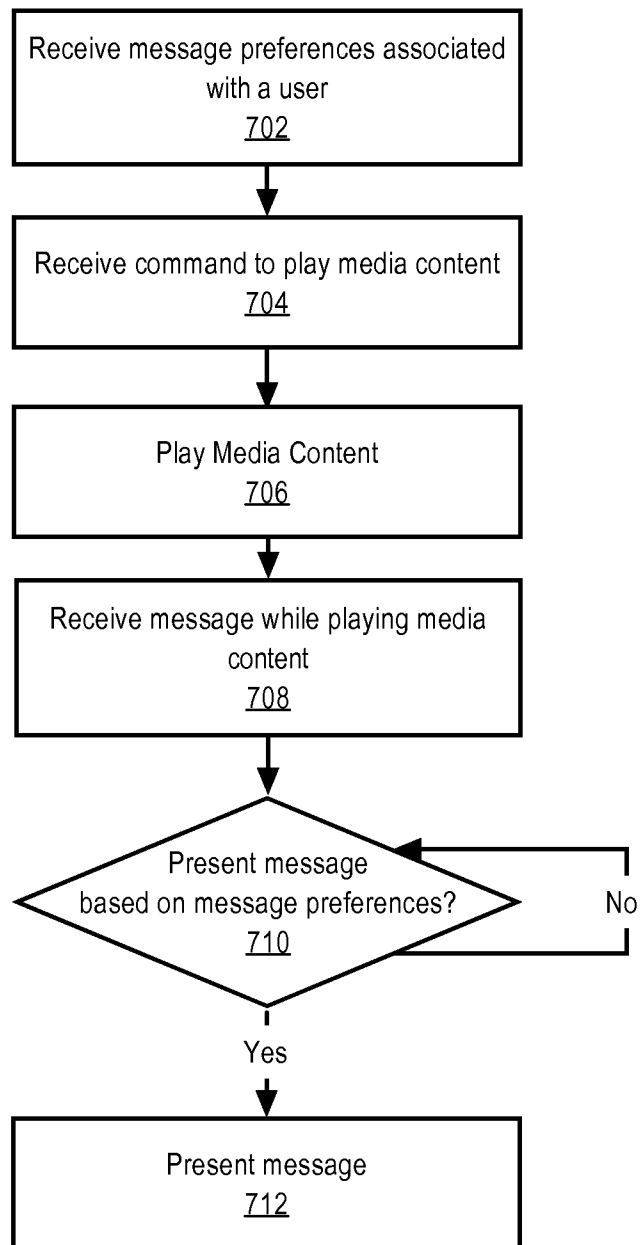 Receive message preferences associated
with a user
702
Receive command to play media content
704
Play Media Content
706
Receive message while playing media
content
708
Present message
based on message preferences?
710
No
Yes
Present message
712